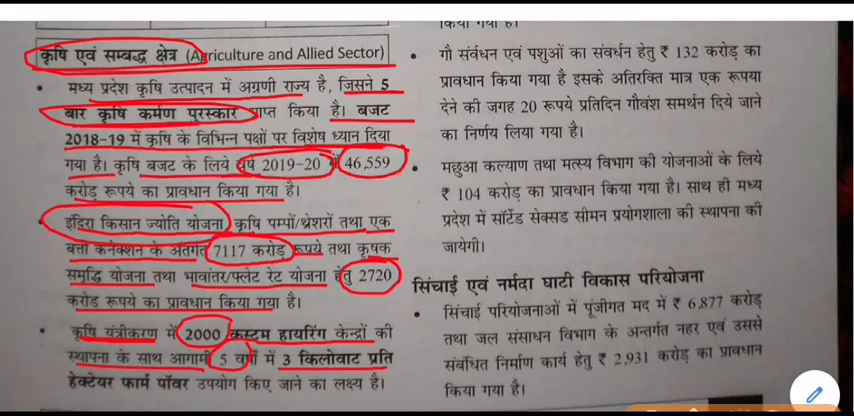 कृषि एवं सम्बद्ध क्षेत्र (Agriculture and Allied Sector)
• मध्य प्रदेश कृषि उत्पादन में अग्रणी राज्य है, जिसने 5
बार कृषि कर्मण पुरस्कार प्राप्त किया है। बजट
2018-19 में कृषि के विभिन्न पक्षों पर विशेष ध्यान दिया
गया है। कृषि बजट के लिये वर्ष 2019-20 में 46,559
करोड़ रूपये का प्रावधान किया गया है।
• इंदिरा किसान ज्योति योजना कृषि पम्पों/थ्रेशरों तथा एक
बत्ती कनेक्शन के अंतर्गत 7117 करोड़ रूपये तथा कृषक
समृद्धि योजना तथा भावांतर/फ्लेट रेट योजना हेतु 2720
करोड़ रूपये का प्रावधान किया गया है।
• कृषि यंत्रीकरण में 2000 कस्टम हायरिंग केन्द्रों की
स्थापना के साथ आगामी 5 वर्षों में 3 किलोवाट प्रति
हेक्टेयर फार्म पॉवर उपयोग किए जाने का लक्ष्य है।
किया गया है।
• गौ संर्वधन एवं पशुओं का संवर्धन हेतु ₹ 132 करोड़ का
प्रावधान किया गया है इसके अतिरक्ति मात्र एक रूपया
देने की जगह 20 रूपये प्रतिदिन गौवंश समर्थन दिये जाने
का निर्णय लिया गया है।
• मछुआ कल्याण तथा मत्स्य विभाग की योजनाओं के लिये
₹ 104 करोड़ का प्रावधान किया गया है। साथ ही मध्य
प्रदेश में सॉर्टेड सेक्सड सीमन प्रयोगशाला की स्थापना की
जायेगी।
सिंचाई एवं नर्मदा घाटी विकास परियोजना
• सिंचाई परियोजनाओं में पूंजीगत मद में ₹ 6,877 करोड़
तथा जल संसाधन विभाग के अन्तर्गत नहर एवं उससे
संबंधित निर्माण कार्य हेतु ₹ 2,931 करोड़ का प्रावधान
किया गया है।